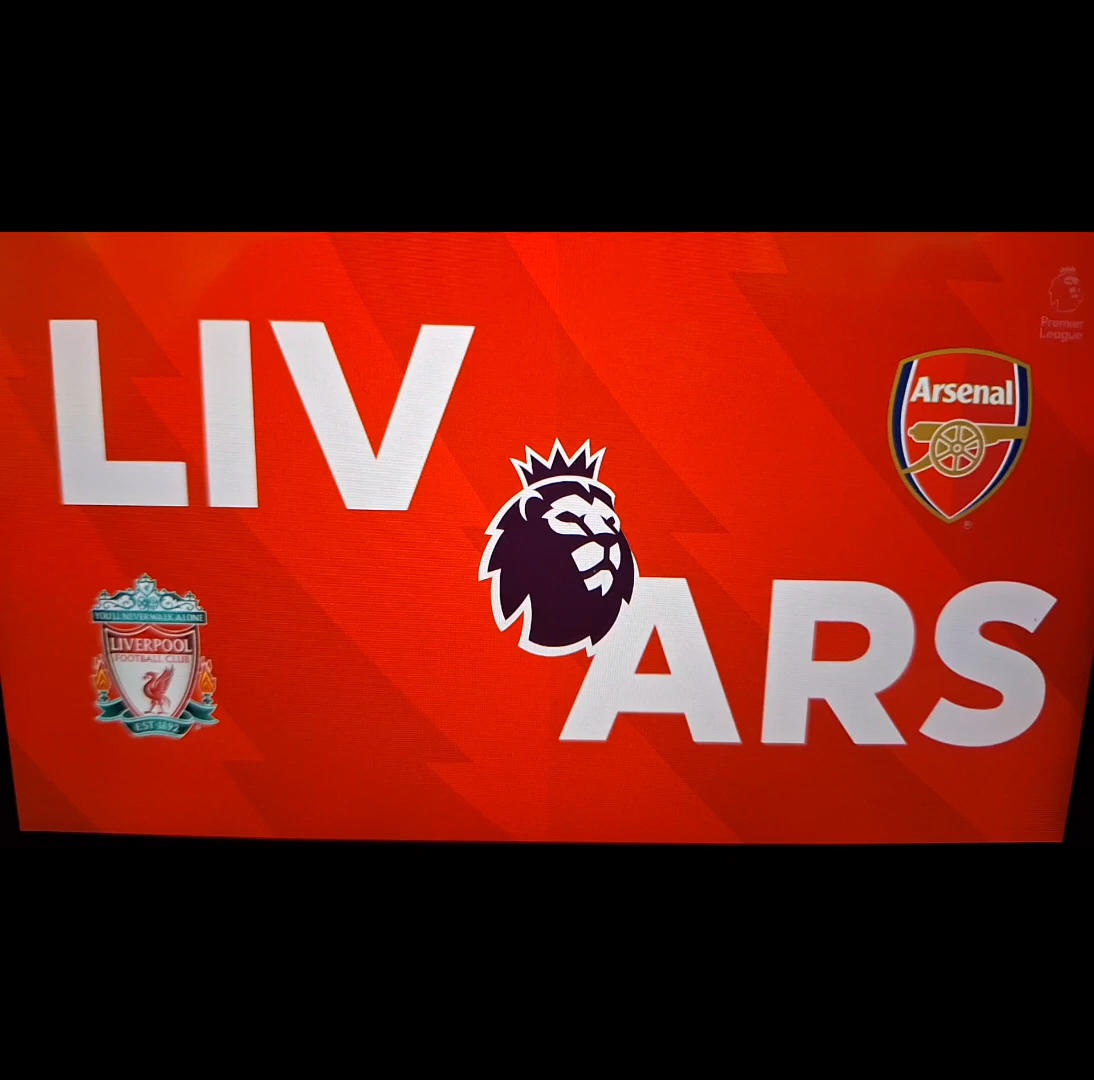 LIV
Premier
League
Arsenal
®
YOU'LL NEVER WALK ALONE
LIVERPOOL
FOOTBALL CLUB
EST·1892
ARS